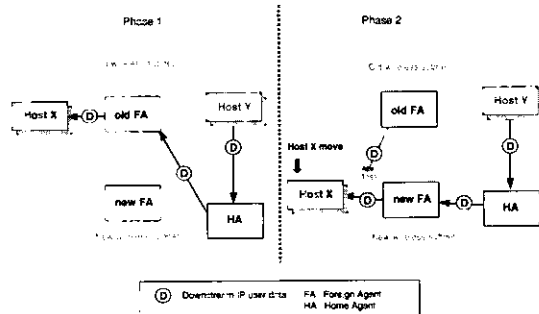 Phase 1
Phase 2
Host X
D
old FA
Host Y
D
D
new FA
HA
old FA
Host Y
D
D
Host X move
Host X
D
new FA
D
HA
D Downstream IP user data FA Foreign Agent
HA Home Agent